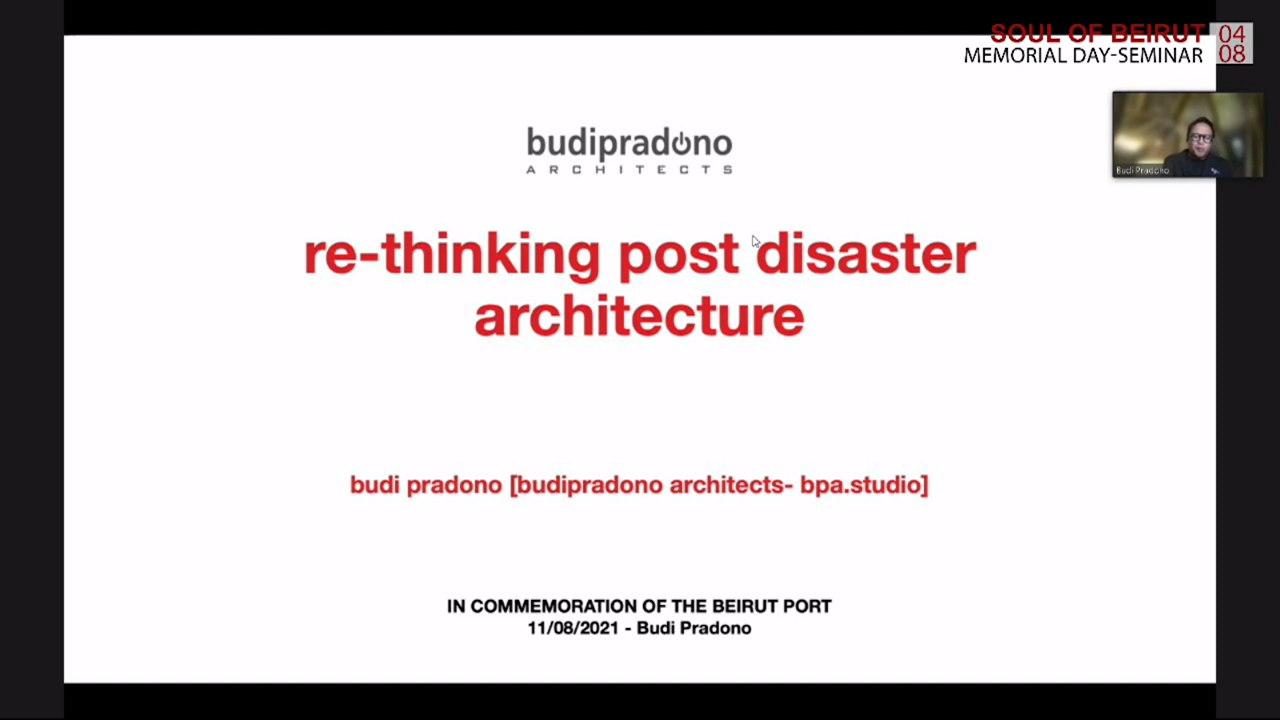 SOUL OF BEIRUT
MEMORIAL DAY-SEMINAR
04
08
Budi Pradono
budipradono
ARCHITECTS
re-thinking post disaster
architecture
budi pradono [budipradono architects- bpa.studio]
IN COMMEMORATION OF THE BEIRUT PORT
11/08/2021 - Budi Pradono